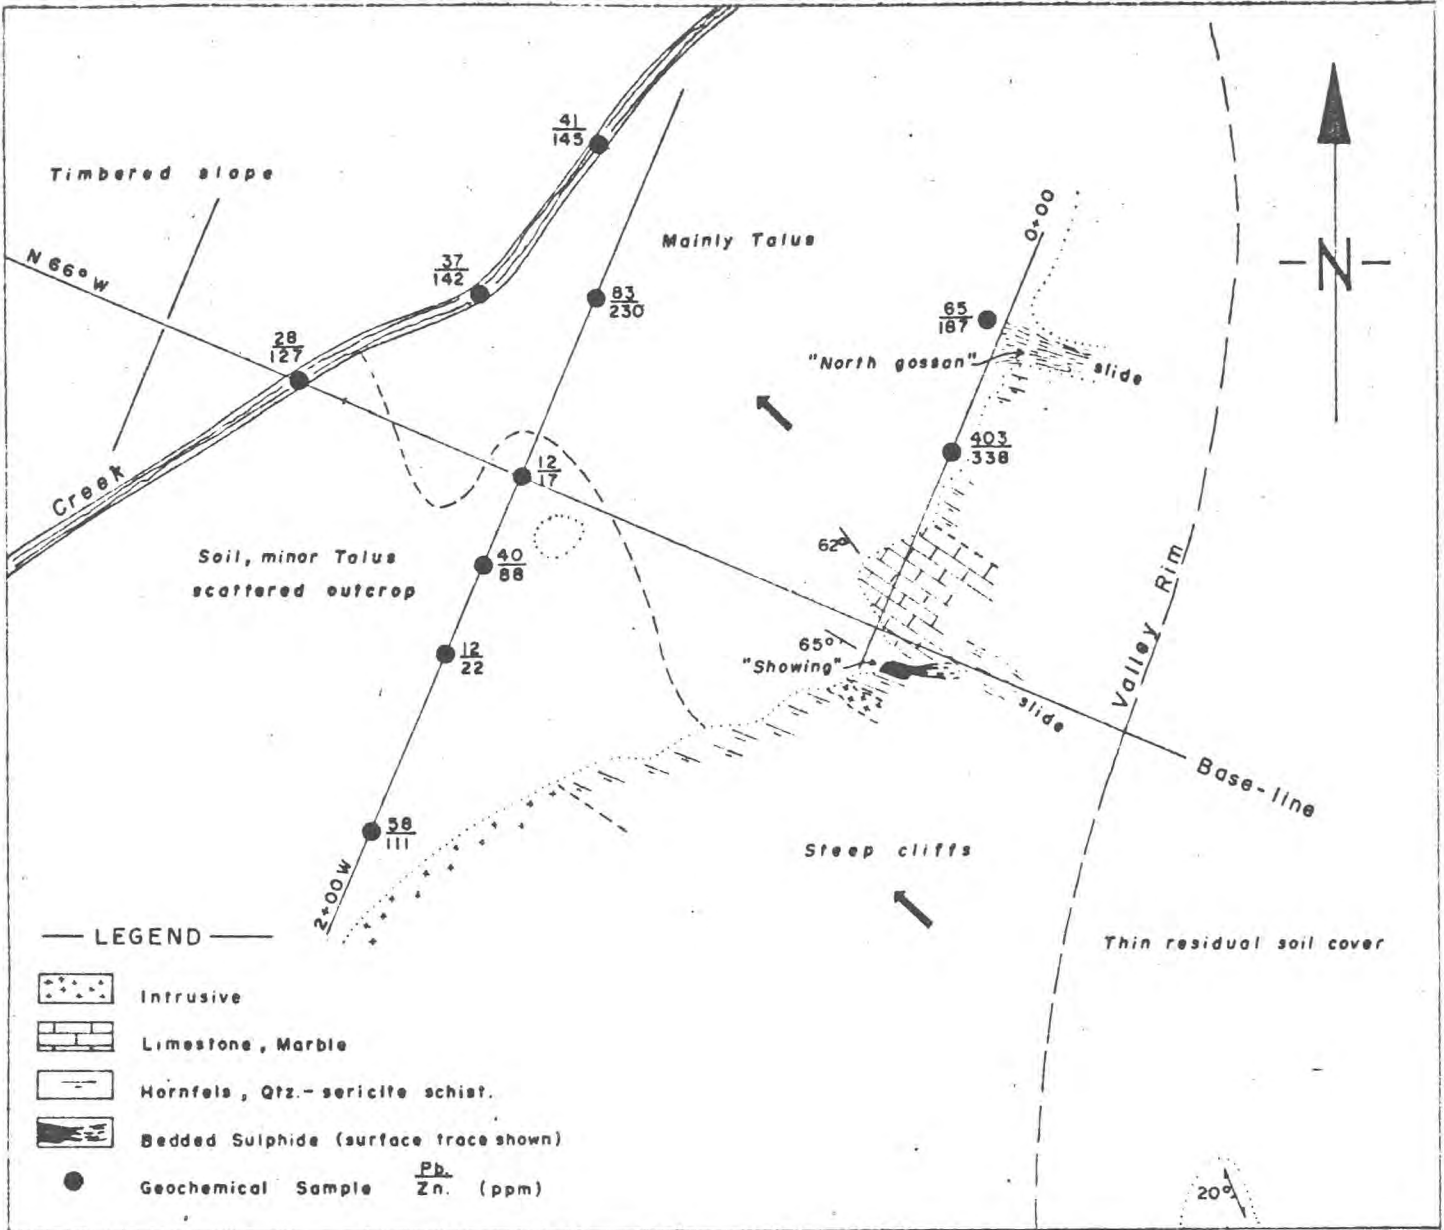 41
145
Timbered slope
Mainly Talus
0+00
N
N 66° W
37
142
83
230
65
187
"North gossan"
slide
28
127
403
338
12
17
Creek
62°
Soil, minor Talus
scattered outcrop
40
88
Valley Rim
65°
"Showing"
12
22
slide
Base-line
58
111
Steep cliffs
2+00W
LEGEND
Thin residual soil cover
Intrusive
Limestone, Marble
Hornfels, Qtz.-sericite schist.
Bedded Sulphide (surface trace shown)
Geochemical Sample Pb.
Zn. (ppm)
20°